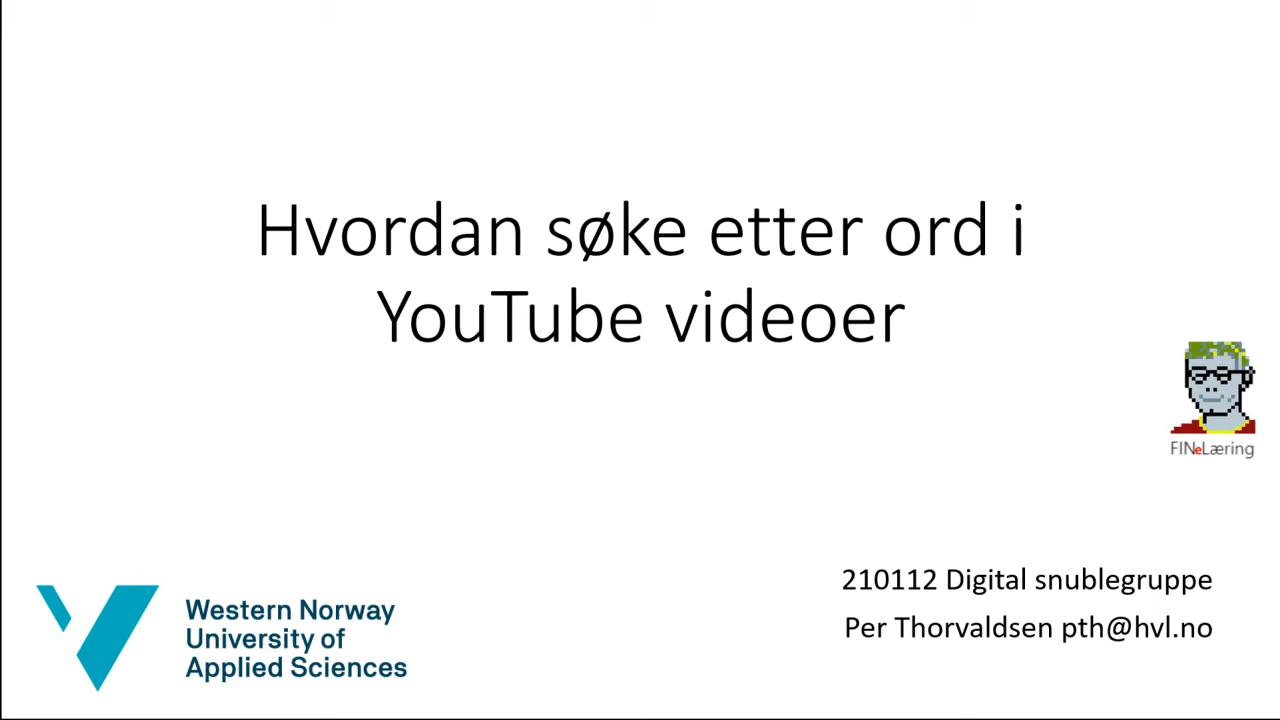 Hvordan søke etter ord i
YouTube videoer
FINeLæring
210112 Digital snublegruppe
Per Thorvaldsen pth@hvl.no
Western Norway
University of
Applied Sciences